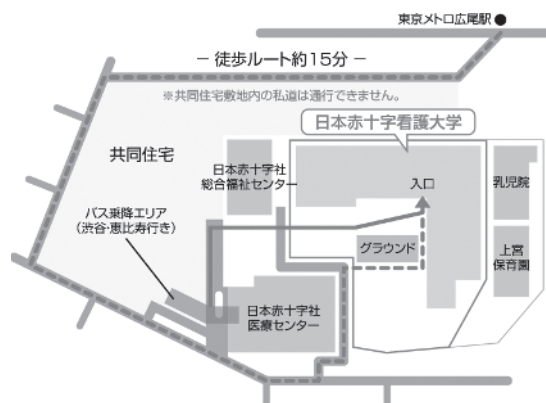 東京メトロ広尾駅
− 徒歩ルート約15分 −
※共同住宅敷地内の私道は通行できません。
日本赤十字看護大学
共同住宅
日本赤十字社
総合福祉センター
入口
乳児院
バス乗降エリア
（渋谷・恵比寿行き）
グラウンド
上宮
保育園
日本赤十字社
医療センター